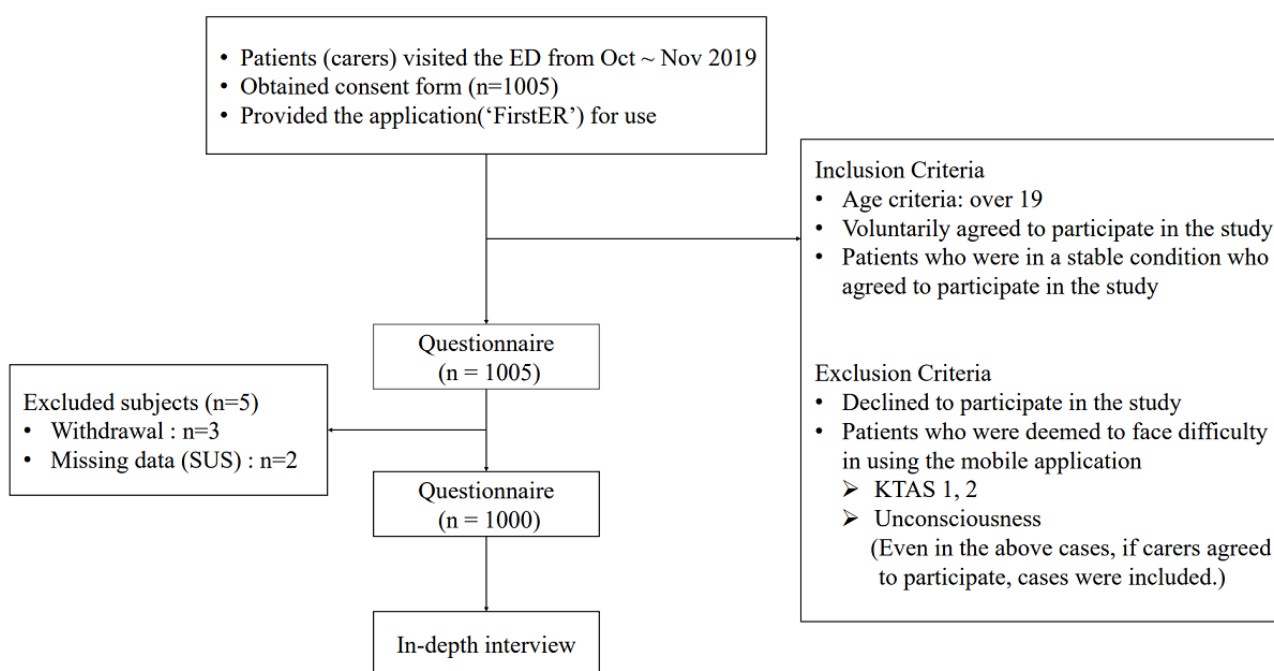 • Patients (carers) visited the ED from Oct ~ Nov 2019
• Obtained consent form (n=1005)
• Provided the application(‘FirstER’) for use
Inclusion Criteria
• Age criteria: over 19
• Voluntarily agreed to participate in the study
• Patients who were in a stable condition who
agreed to participate in the study
Exclusion Criteria
• Declined to participate in the study
• Patients who were deemed to face difficulty
in using the mobile application
➢ KTAS 1, 2
➢ Unconsciousness
(Even in the above cases, if carers agreed
to participate, cases were included.)
Questionnaire
(n = 1005)
Excluded subjects (n=5)
• Withdrawal : n=3
• Missing data (SUS) : n=2
Questionnaire
(n = 1000)
In-depth interview